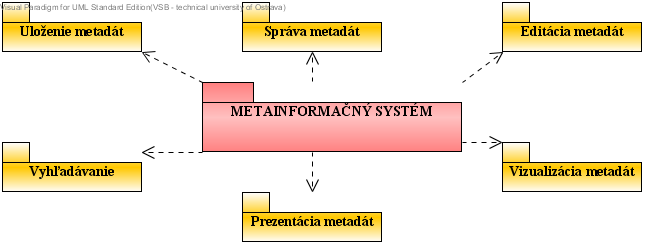 Visual Paradigm for UML Standard Edition(VSB - technical university of Ostrava)
Uloženie metadát
Správa metadát
Editácia metadát
METAINFORMAČNÝ SYSTÉM
Vyhľadávanie
Vizualizácia metadát
Prezentácia metadát